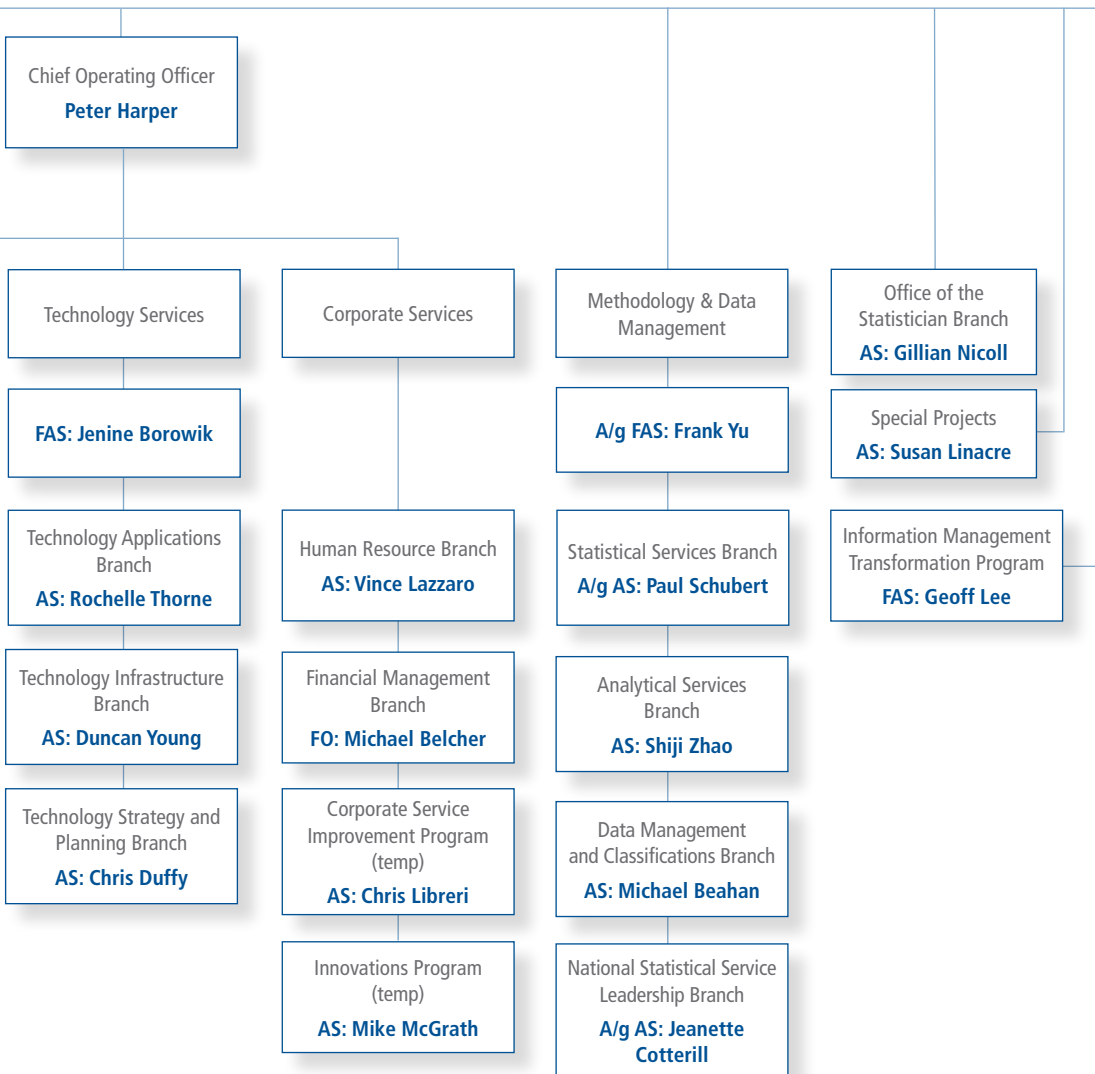 Chief Operating Officer
Peter Harper
Technology Services
FAS: Jenine Borowik
Technology Applications
Branch
AS: Rochelle Thorne
Technology Infrastructure
Branch
AS: Duncan Young
Technology Strategy and
Planning Branch
AS: Chris Duffy
Corporate Services
Human Resource Branch
AS: Vince Lazzaro
Financial Management
Branch
FO: Michael Belcher
Corporate Service
Improvement Program
(temp)
AS: Chris Libreri
Innovations Program
(temp)
AS: Mike McGrath
Methodology & Data
Management
A/g FAS: Frank Yu
Statistical Services Branch
A/g AS: Paul Schubert
Analytical Services
Branch
AS: Shiji Zhao
Data Management
and Classifications Branch
AS: Michael Beahan
National Statistical Service
Leadership Branch
A/g AS: Jeanette
Cotterill
Office of the
Statistician Branch
AS: Gillian Nicoll
Special Projects
AS: Susan Linacre
Information Management
Transformation Program
FAS: Geoff Lee